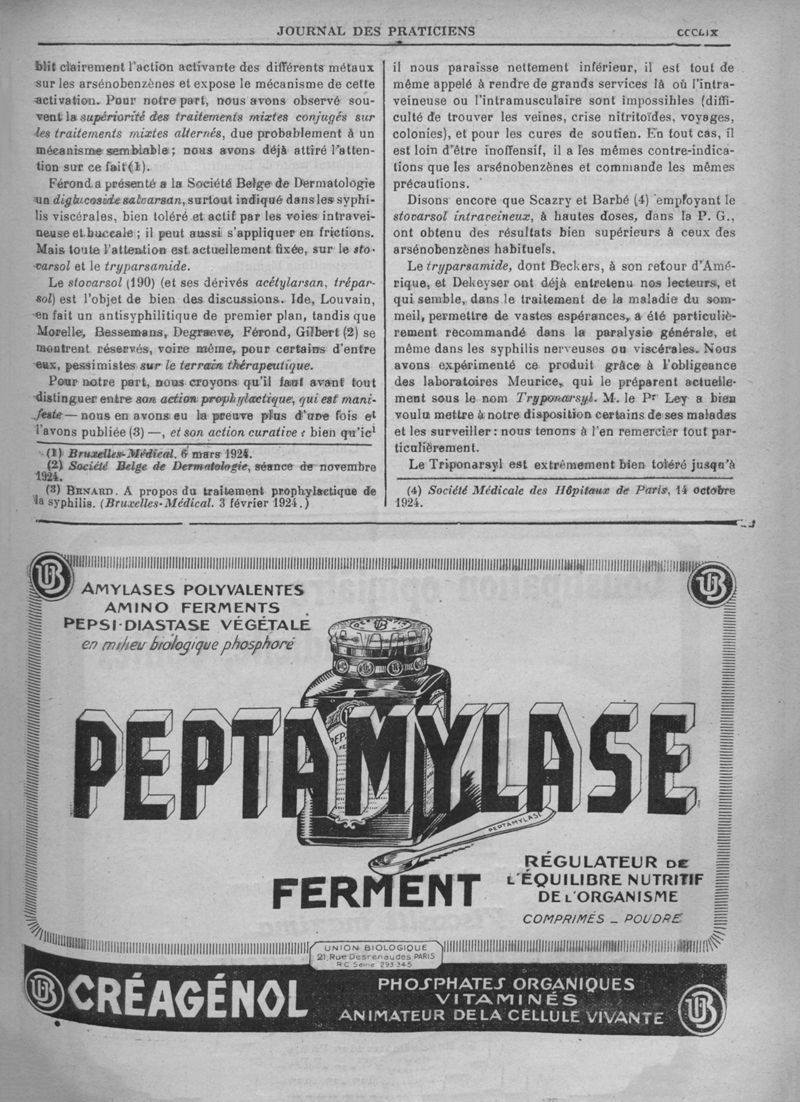 JOURNAL DES PRATICIENS
CCCLIX
blit clairement l'action activante des différents métaux
sur les arsénobenzènes et expose le mécanisme de cette
activation. Pour notre part, nous avons observé sou-
vent la supériorité des traitements mixtes conjugés sur
les traitements mixtes alternés, due probablement à un
mécanisme semblable ; nous avons déjà attiré l'atten-
tion sur ce fait (1).
Férond a présenté a la Société Belge de Dermatologie
un diglucoside salvarsan, surtout indiqué dans les syphi-
lis viscérales, bien toléré et actif par les voies intravei-
neuse et buccale ; il peut aussi s'appliquer en frictions.
Mais toute l'attention est actuellement fixée, sur le sto-
varsol et le tryparsamide.
Le stovarsol (190) (et ses dérivés acétylarsan, trépar-
sol) est l'objet de bien des discussions. Ide, Louvain,
en fait un antisyphilitique de premier plan, tandis que
Morelle, Bessemans, Degraeve, Férond, Gilbert (2) se
montrent réservés, voire même, pour certains d'entre
eux, pessimistes sur le terrain thérapeutique.
Pour notre part, nous croyons qu'il faut avant tout
distinguer entre son action prophylactique, qui est mani-
feste — nous en avons eu la preuve plus d'une fois et
l'avons publiée (3) —, et son action curative : bien qu'ici
(1) Bruxelles-Médical. 6 mars 1924.
(2) Société Belge de Dermatologie, séance de novembre
1924.
(3) BERNARD. A propos du traitement prophylactique de
la syphilis. (Bruxelles-Médical. 3 février 1924.)
il nous paraisse nettement inférieur, il est tout de
même appelé à rendre de grands services là où l'intra-
veineuse ou l'intramusculaire sont impossibles (diffi-
culté de trouver les veines, crise nitritoïdes, voyages,
colonies), et pour les cures de soutien. En tout cas, il
est loin d'être inoffensif, il a les mêmes contre-indica-
tions que les arsénobenzènes et commande les mêmes
précautions.
Disons encore que Scazry et Barbé (4) employant le
stovarsol intraveineux, à hautes doses, dans la P. G.,
ont obtenu des résultats bien supérieurs à ceux des
arsénobenzènes habituels.
Le tryparsamide, dont Beckers, à son retour d'Amé-
rique, et Dekeyser ont déjà entretenu nos lecteurs, et
qui semble, dans le traitement de la maladie du som-
meil, permettre de vastes espérances, a été particuliè-
rement recommandé dans la paralysie générale, et
même dans les syphilis nerveuses ou viscérales. Nous
avons expérimenté ce produit grâce à l'obligeance
des laboratoires Meurice, qui le préparent actuelle-
ment sous le nom Tryponarsyl. M. le Pr Ley a bien
voulu mettre à notre disposition certains de ses malades
et les surveiller : nous tenons à l'en remercier tout par-
ticulièrement.
Le Triponarsyl est extrêmement bien toléré jusqu'à
(4) Société Médicale des Hôpitaux de Paris, 14 octobre
1924.
UB
UB
AMYLASES POLYVALENTES
AMINO FERMENTS
PEPSI-DIASTASE VÉGÉTALE
en milieu biologique phosphoré
PEPTAMYLASE
PEPTAMYLASE
FERMENT
RÉGULATEUR DE
L'ÉQUILIBRE NUTRITIF
DE L'ORGANISME
COMPRIMÉS _ POUDRE
UNION BIOLOGIQUE
21, Rue Desrenaudes PARIS
R C Seine 293 345
UB
CRÉAGÉNOL
PHOSPHATES ORGANIQUES
VITAMINÉS
ANIMATEUR DE LA CELLULE VIVANTE
UB